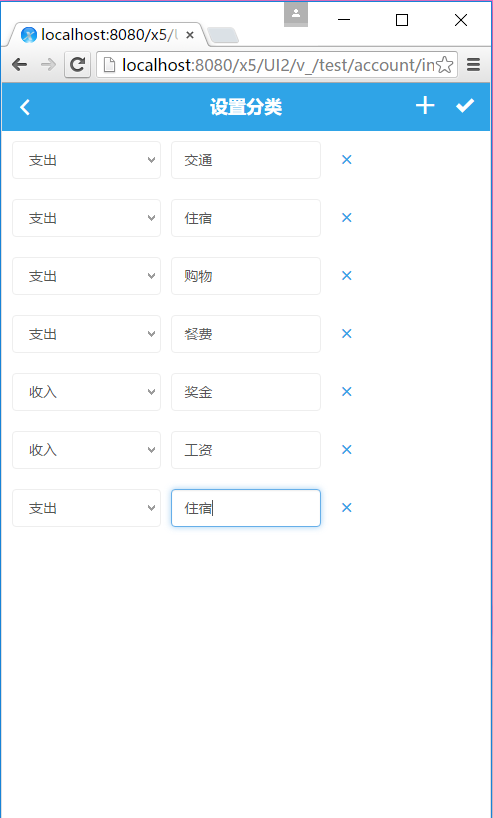 localhost:8080/x5/U
localhost:8080/x5/UI2/v_/test/account/in
设置分类
支出 交通
支出 住宿
支出 购物
支出 餐费
收入 奖金
收入 工资
支出 住宿